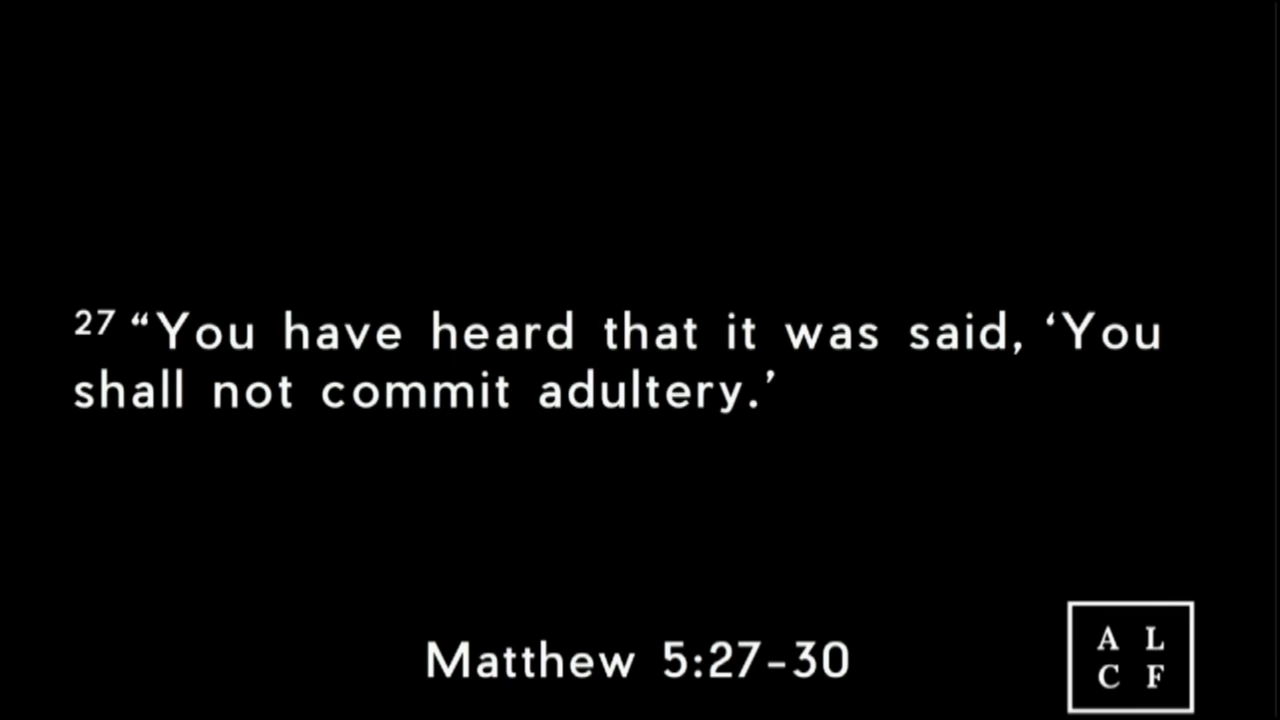 27 “You have heard that it was said, ‘You
shall not commit adultery.’
Matthew 5:27-30
A L
C F